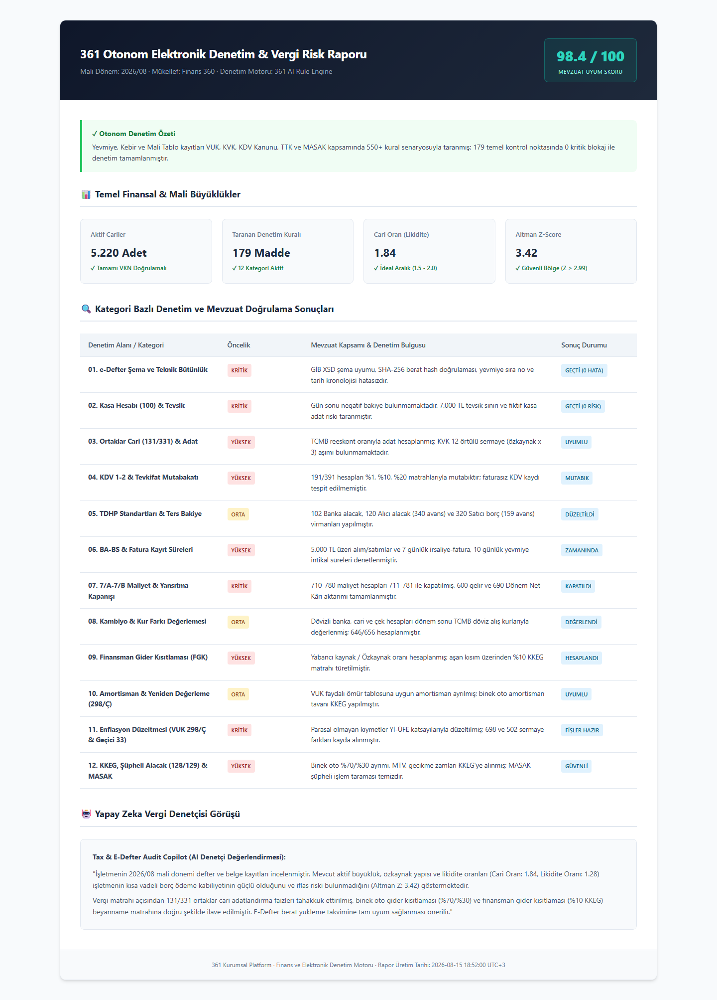 361 Otonom Elektronik Denetim & Vergi Risk Raporu
Mali Dönem: 2026/08 · Mükellef: Finans 360 · Denetim Motoru: 361 AI Rule Engine
98.4 / 100
MEVZUAT UYUM SKORU
✓ Otonom Denetim Özeti
Yevmiye, Kebir ve Mali Tablo kayıtları VUK, KVK, KDV Kanunu, TTK ve MASAK kapsamında 550+ kural senaryosuyla taranmış; 179 temel kontrol noktasında 0 kritik blokaj ile
denetim tamamlanmıştır.
Temel Finansal & Mali Büyüklükler
Aktif Cariler
5.220 Adet
✓ Tamamı VKN Doğrulamalı
Taranan Denetim Kuralı
179 Madde
✓ 12 Kategori Aktif
Cari Oran (Likidite)
1.84
✓ İdeal Aralık (1.5 - 2.0)
Altman Z-Score
3.42
✓ Güvenli Bölge (Z > 2.99)
Kategori Bazlı Denetim ve Mevzuat Doğrulama Sonuçları
Denetim Alanı / Kategori
Öncelik
Mevzuat Kapsamı & Denetim Bulgusu
Sonuç Durumu
01. e-Defter Şema ve Teknik Bütünlük
KRİTİK
GİB XSD şema uyumu, SHA-256 berat hash doğrulaması, yevmiye sıra no ve
tarih kronolojisi hatasızdır.
GEÇTİ (0 HATA)
02. Kasa Hesabı (100) & Tevsik
KRİTİK
Gün sonu negatif bakiye bulunmamaktadır. 7.000 TL tevsik sınırı ve fiktif kasa
adat riski taranmıştır.
GEÇTİ (0 RİSK)
03. Ortaklar Cari (131/331) & Adat
YÜKSEK
TCMB reeskont oranıyla adat hesaplanmış; KVK 12 örtülü sermaye (özkaynak x
3) aşımı bulunmamaktadır.
UYUMLU
04. KDV 1-2 & Tevkifat Mutabakatı
YÜKSEK
191/391 hesapları %1, %10, %20 matrahlarıyla mutabıktır; faturasız KDV kaydı
tespit edilmemiştir.
MUTABIK
05. TDHP Standartları & Ters Bakiye
ORTA
102 Banka alacak, 120 Alıcı alacak (340 avans) ve 320 Satıcı borç (159 avans)
virmanları yapılmıştır.
DÜZELTİLDİ
06. BA-BS & Fatura Kayıt Süreleri
YÜKSEK
5.000 TL üzeri alım/satımlar ve 7 günlük irsaliye-fatura, 10 günlük yevmiye
intikal süreleri denetlenmiştir.
ZAMANINDA
07. 7/A-7/B Maliyet & Yansıtma
Kapanışı
KRİTİK
710-780 maliyet hesapları 711-781 ile kapatılmış, 600 gelir ve 690 Dönem Net
Kârı aktarımı tamamlanmıştır.
KAPATILDI
08. Kambiyo & Kur Farkı Değerlemesi
ORTA
Dövizli banka, cari ve çek hesapları dönem sonu TCMB döviz alış kurlarıyla
değerlenmiş; 646/656 hesaplanmıştır.
DEĞERLENDİ
09. Finansman Gider Kısıtlaması (FGK)
YÜKSEK
Yabancı kaynak / Özkaynak oranı hesaplanmış; aşan kısım üzerinden %10 KKEG
matrahı türetilmiştir.
HESAPLANDI
10. Amortisman & Yeniden Değerleme
(298/Ç)
ORTA
VUK faydalı ömür tablosuna uygun amortisman ayrılmış; binek oto amortisman
tavanı KKEG yapılmıştır.
UYUMLU
11. Enflasyon Düzeltmesi (VUK 298/Ç
& Geçici 33)
KRİTİK
Parasal olmayan kıymetler Yİ-ÜFE katsayılarıyla düzeltilmiş; 698 ve 502 sermaye
farkları kayda alınmıştır.
FİŞLER HAZIR
12. KKEG, Şüpheli Alacak (128/129) &
MASAK
YÜKSEK
Binek oto %70/%30 ayrımı, MTV, gecikme zamları KKEG'ye alınmış; MASAK
şüpheli işlem taraması temizdir.
GÜVENLİ
Yapay Zeka Vergi Denetçisi Görüşü
Tax & E-Defter Audit Copilot (AI Denetçi Değerlendirmesi):
"İşletmenin 2026/08 mali dönemi defter ve belge kayıtları incelenmiştir. Mevcut aktif büyüklük, özkaynak yapısı ve likidite oranları (Cari Oran: 1.84, Likidite Oranı: 1.28)
işletmenin kısa vadeli borç ödeme kabiliyetinin güçlü olduğunu ve iflas riski bulunmadığını (Altman Z: 3.42) göstermektedir.
Vergi matrahı açısından 131/331 ortaklar cari adatlandırma faizleri tahakkuk ettirilmiş, binek oto gider kısıtlaması (%70/%30) ve finansman gider kısıtlaması (%10 KKEG)
beyanname matrahına doğru şekilde ilave edilmiştir. E-Defter berat yükleme takvimine tam uyum sağlanması önerilir."
361 Kurumsal Platform · Finans ve Elektronik Denetim Motoru · Rapor Üretim Tarihi: 2026-08-15 18:52:00 UTC+3